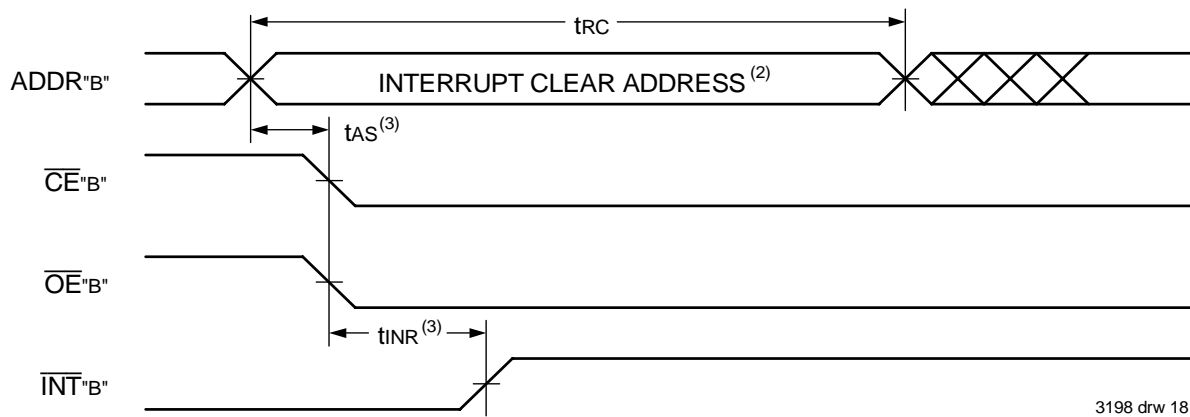 tRC
ADDR"B"
INTERRUPT CLEAR ADDRESS(2)
tAS(3)
CE"B"
OE"B"
tINR(3)
INT"B"
3198 drw 18